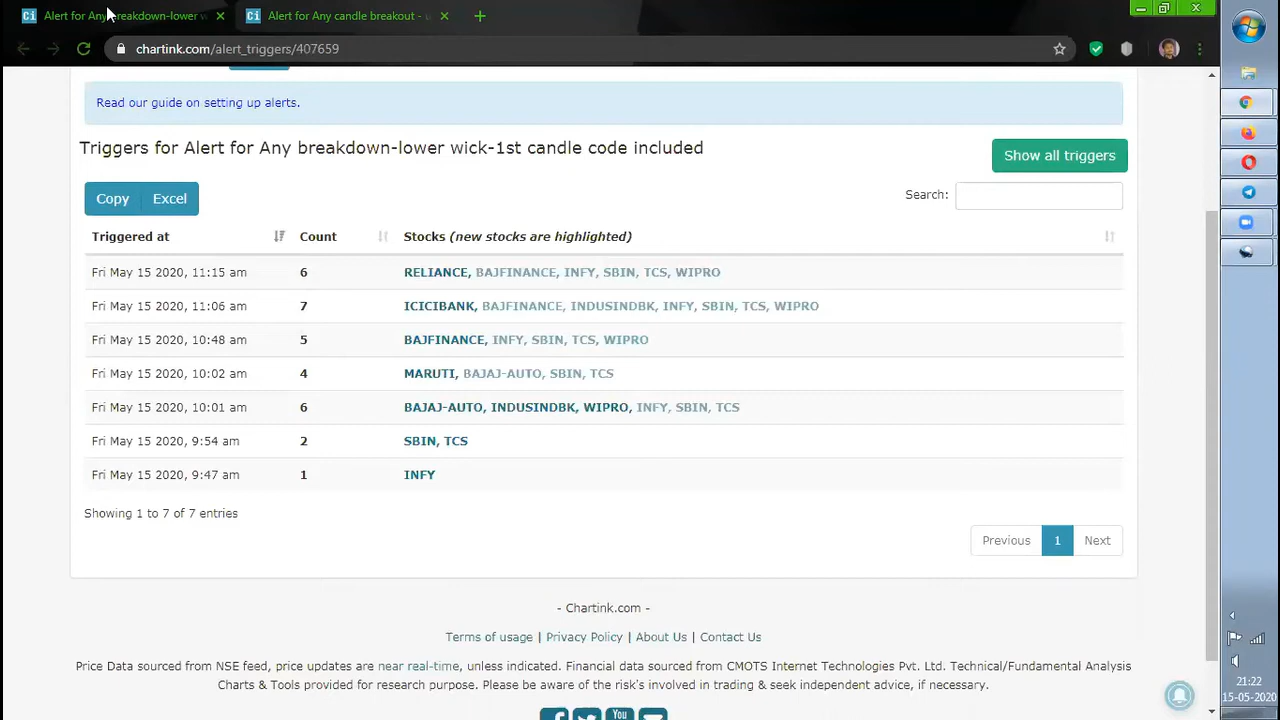 Ci Alert for Any breakdown-lower w
Ci Alert for Any candle breakout - u
chartink.com/alert_triggers/407659
Read our guide on setting up alerts.
Triggers for Alert for Any breakdown-lower wick-1st candle code included
Show all triggers
Copy Excel
Search:
Triggered at Count Stocks (new stocks are highlighted)
Fri May 15 2020, 11:15 am 6 RELIANCE, BAJFINANCE, INFY, SBIN, TCS, WIPRO
Fri May 15 2020, 11:06 am 7 ICICIBANK, BAJFINANCE, INDUSINDBK, INFY, SBIN, TCS, WIPRO
Fri May 15 2020, 10:48 am 5 BAJFINANCE, INFY, SBIN, TCS, WIPRO
Fri May 15 2020, 10:02 am 4 MARUTI, BAJAJ-AUTO, SBIN, TCS
Fri May 15 2020, 10:01 am 6 BAJAJ-AUTO, INDUSINDBK, WIPRO, INFY, SBIN, TCS
Fri May 15 2020, 9:54 am 2 SBIN, TCS
Fri May 15 2020, 9:47 am 1 INFY
Showing 1 to 7 of 7 entries
Previous 1 Next
- Chartink.com -
Terms of usage | Privacy Policy | About Us | Contact Us
Price Data sourced from NSE feed, price updates are near real-time, unless indicated. Financial data sourced from CMOTS Internet Technologies Pvt. Ltd. Technical/Fundamental Analysis
Charts & Tools provided for research purpose. Please be aware of the risk's involved in trading & seek independent advice, if necessary.
You
21:22
15-05-2020